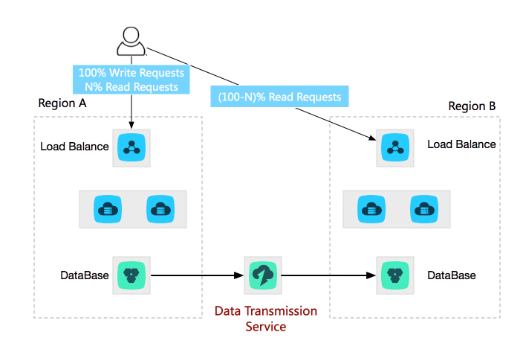 100% Write Requests
N% Read Requests
(100-N)% Read Requests
Region A
Region B
Load Balance
Load Balance
DataBase
DataBase
Data Transmission
Service